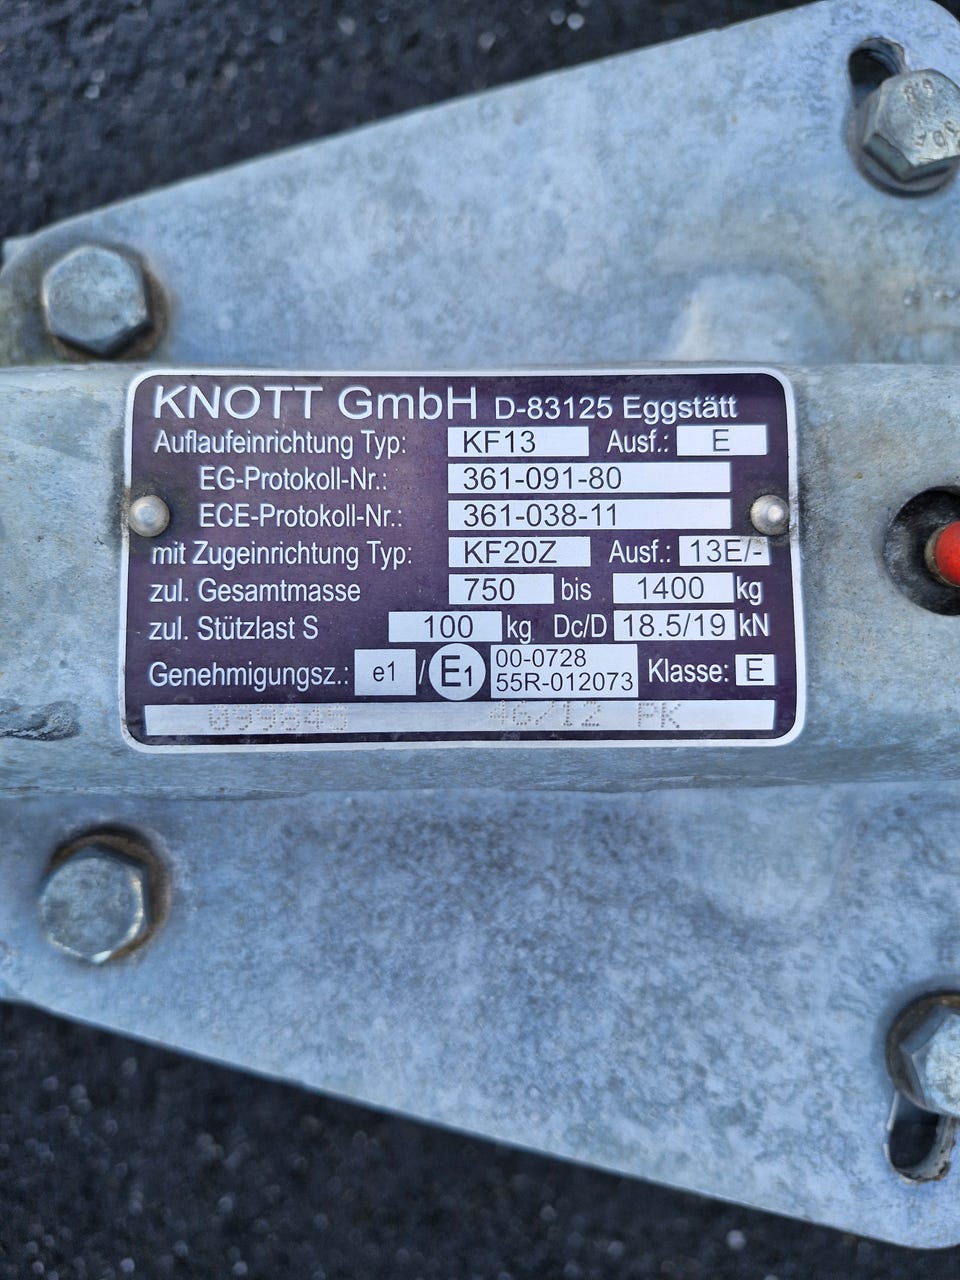 KNOTT GmbH D-83125 Eggstätt
Auflaufeinrichtung Typ: KF13 Ausf.: E
EG-Protokoll-Nr.: 361-091-80
ECE-Protokoll-Nr.: 361-038-11
mit Zugeinrichtung Typ: KF20Z Ausf.: 13E/-
zul. Gesamtmasse 750 bis 1400 kg
zul. Stützlast S 100 kg Dc/D 18.5/19 kN
Genehmigungsz.: e1 / E1 00-0728 Klasse: E
55R-012073
46/12 PK
8.8